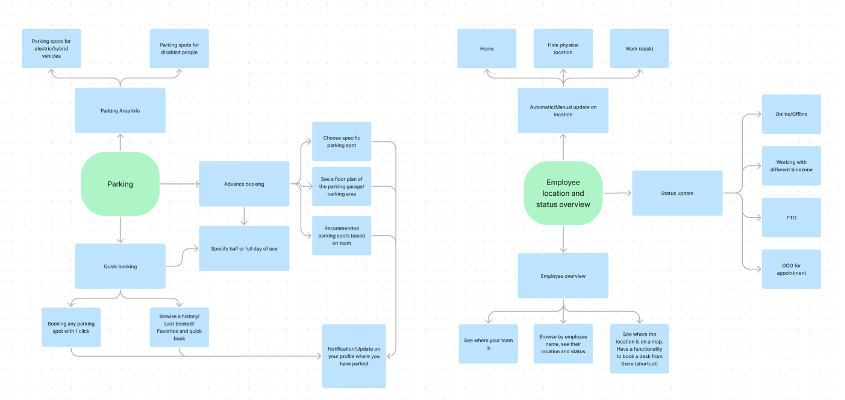 Parking spots for
electric/hybrid
vehicles
Parking spots for
disabled people
Parking Area Info
Parking
Advance booking
Choose specific
parking spot
See a floor plan of
the parking garage/
parking area
Recommended
parking spots based
on team
Specify half or full day of use
Quick booking
Booking any parking
spot with 1 click
Browse a history/
Last booked/
Favorites and quick
book
Notification/Update on
your profile where you
have parked
Home
Hide physical
location
Work (desk)
Automatic/Manual update on
location
Employee
location and
status overview
Status update
Online/Offline
Working with
different timezone
PTO
OOO for
appointment
Employee overview
See where your team
is
Browse by employee
name, see their
location and status
See where the
location is on a map.
Have a functionality
to book a desk from
there (shortcut)